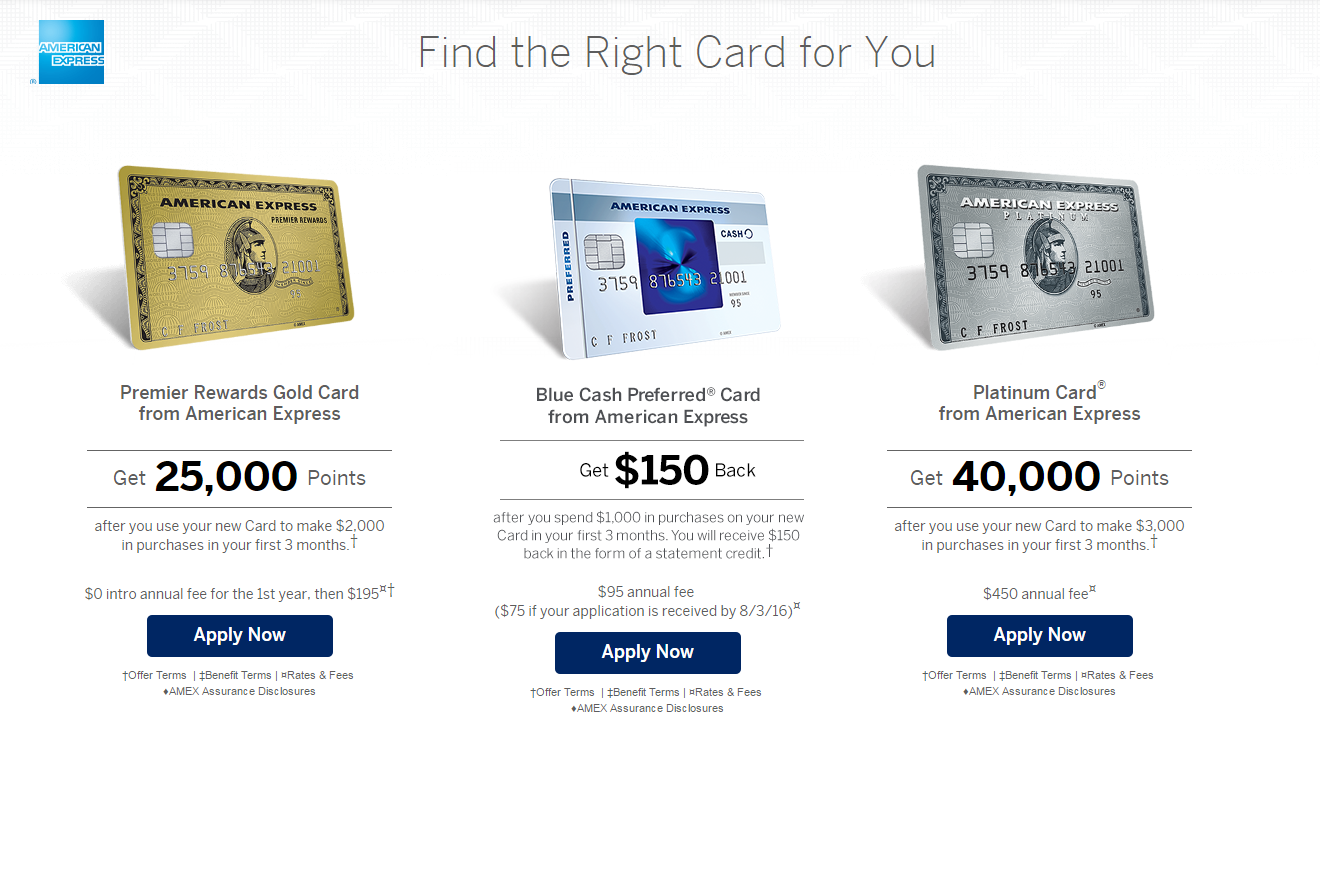 AMERICAN
EXPRESS
®
Find the Right Card for You
AMERICAN EXPRESS
PREMIER REWARDS
3759 876543 21001
MEMBER SINCE
95
C F FROST
© AMEX
Premier Rewards Gold Card
from American Express
Get 25,000 Points
after you use your new Card to make $2,000
in purchases in your first 3 months.†
$0 intro annual fee for the 1st year, then $195¤†
Apply Now
†Offer Terms | ‡Benefit Terms | ¤Rates & Fees
♦AMEX Assurance Disclosures
AMERICAN EXPRESS
PREFERRED
CASH
3759 876543 21001
MEMBER SINCE
95
C F FROST
© AMEX
Blue Cash Preferred® Card
from American Express
Get $150 Back
after you spend $1,000 in purchases on your new
Card in your first 3 months. You will receive $150
back in the form of a statement credit.†
$95 annual fee
($75 if your application is received by 8/3/16)¤
Apply Now
†Offer Terms | ‡Benefit Terms | ¤Rates & Fees
♦AMEX Assurance Disclosures
AMERICAN EXPRESS
PLATINUM
3759 876543 21001
95
C F FROST
© AMEX
Platinum Card®
from American Express
Get 40,000 Points
after you use your new Card to make $3,000
in purchases in your first 3 months.†
$450 annual fee¤
Apply Now
†Offer Terms | ‡Benefit Terms | ¤Rates & Fees
♦AMEX Assurance Disclosures